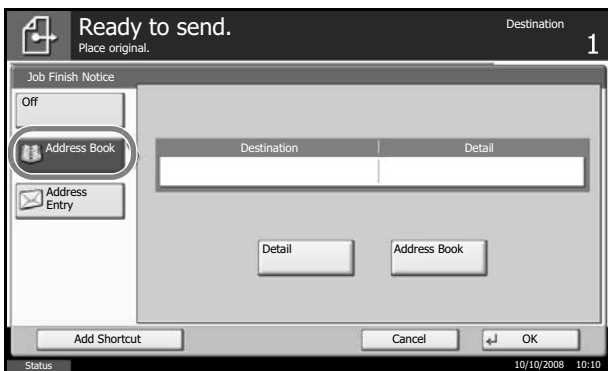 Ready to send.
Destination
Place original.
1
Job Finish Notice
Off
Address Book
Address
Entry
Destination
Detail
Detail
Address Book
Add Shortcut
Cancel
OK
Status
10/10/2008 10:10